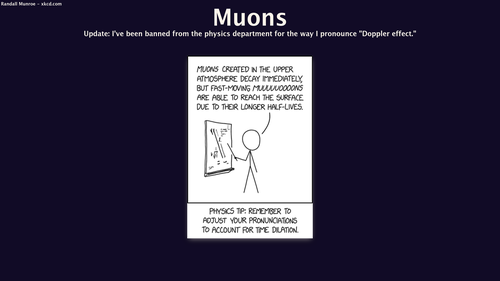 Randall Munroe - xkcd.com
Muons
Update: I've been banned from the physics department for the way I pronounce "Doppler effect."
MUONS CREATED IN THE UPPER
ATMOSPHERE DECAY IMMEDIATELY,
BUT FAST-MOVING MUUUUUOOOONS
ARE ABLE TO REACH THE SURFACE
DUE TO THEIR LONGER HALF-LIVES.
PHYSICS TIP: REMEMBER TO
ADJUST YOUR PRONUNCIATIONS
TO ACCOUNT FOR TIME DILATION.